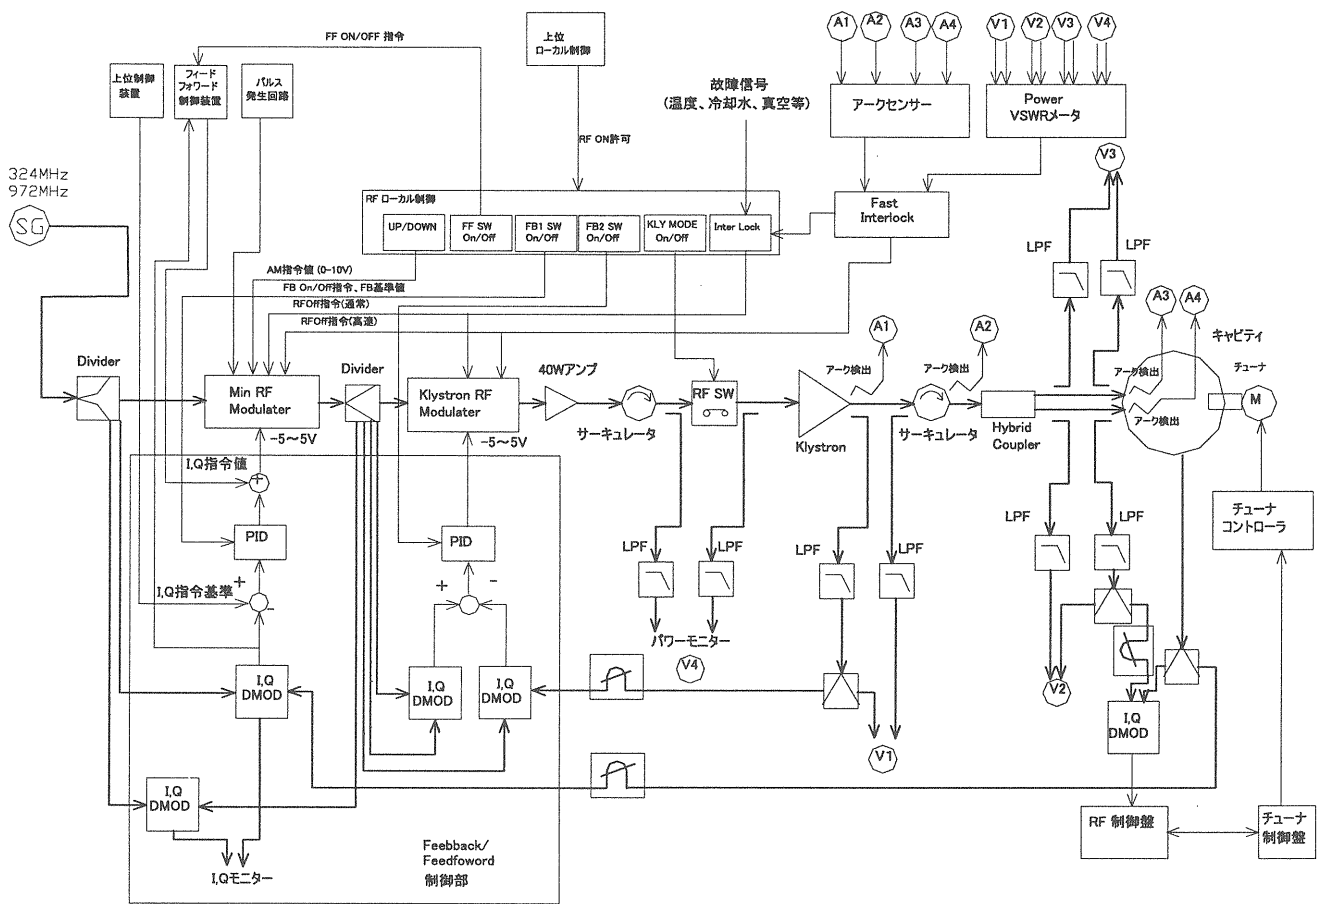 A1
A2
A3
A4
V1
V2
V3
V4
FF ON/OFF 指令
上位
ローカル制御
上位制御
装置
フィード
フォワード
制御装置
パルス
発生回路
故障信号
(温度、冷却水、真空等)
アークセンサー
Power
VSWRメータ
RF ON許可
V3
324MHz
972MHz
SG
RF ローカル制御
UP/DOWN
FF SW
On/Off
FB1 SW
On/Off
FB2 SW
On/Off
KLY MODE
On/Off
Inter Lock
Fast
Interlock
LPF
LPF
AM指令値 (0-10V)
FB On/Off指令、FB基準値
RFOff指令(通常)
RFOff指令(高速)
A1
A2
A3
A4
キャビティ
チューナ
Divider
Min RF
Modulater
Divider
Klystron RF
Modulater
40Wアンプ
サーキュレータ
RF SW
アーク検出
Klystron
アーク検出
サーキュレータ
Hybrid
Coupler
アーク検出
アーク検出
M
-5～5V
-5～5V
I,Q指令値
+
PID
PID
I,Q指令基準
+
-
+
-
LPF
LPF
LPF
LPF
LPF
LPF
チューナ
コントローラ
パワーモニター
V4
I,Q
DMOD
I,Q
DMOD
I,Q
DMOD
V1
V2
I,Q
DMOD
I,Q
DMOD
I,Qモニター
Feebback/
Feedfoword
制御部
RF 制御盤
チューナ
制御盤